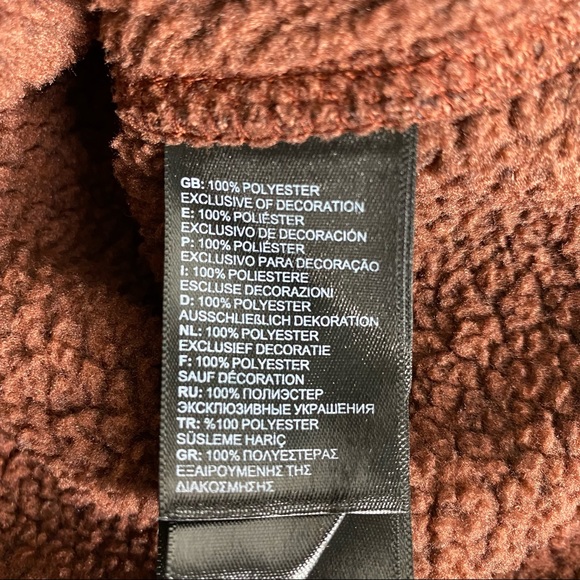 GB: 100% POLYESTER
EXCLUSIVE OF DECORATION
E: 100% POLIÉSTER
EXCLUSIVO DE DECORACIÓN
P: 100% POLIÉSTER
EXCLUSIVO PARA DECORAÇÃO
I: 100% POLIESTERE
ESCLUSE DECORAZIONI
D: 100% POLYESTER
AUSSCHLIEßLICH DEKORATION
NL: 100% POLYESTER
EXCLUSIEF DECORATIE
F: 100% POLYESTER
SAUF DÉCORATION
RU: 100% ПОЛИЭСТЕР
ЭКСКЛЮЗИВНЫЕ УКРАШЕНИЯ
TR: %100 POLYESTER
SÜSLEME HARİÇ
GR: 100% ΠΟΛΥΕΣΤΕΡΑΣ
ΕΞΑΙΡΟΥΜΕΝΗΣ ΤΗΣ
ΔΙΑΚΟΣΜΗΣΗΣ